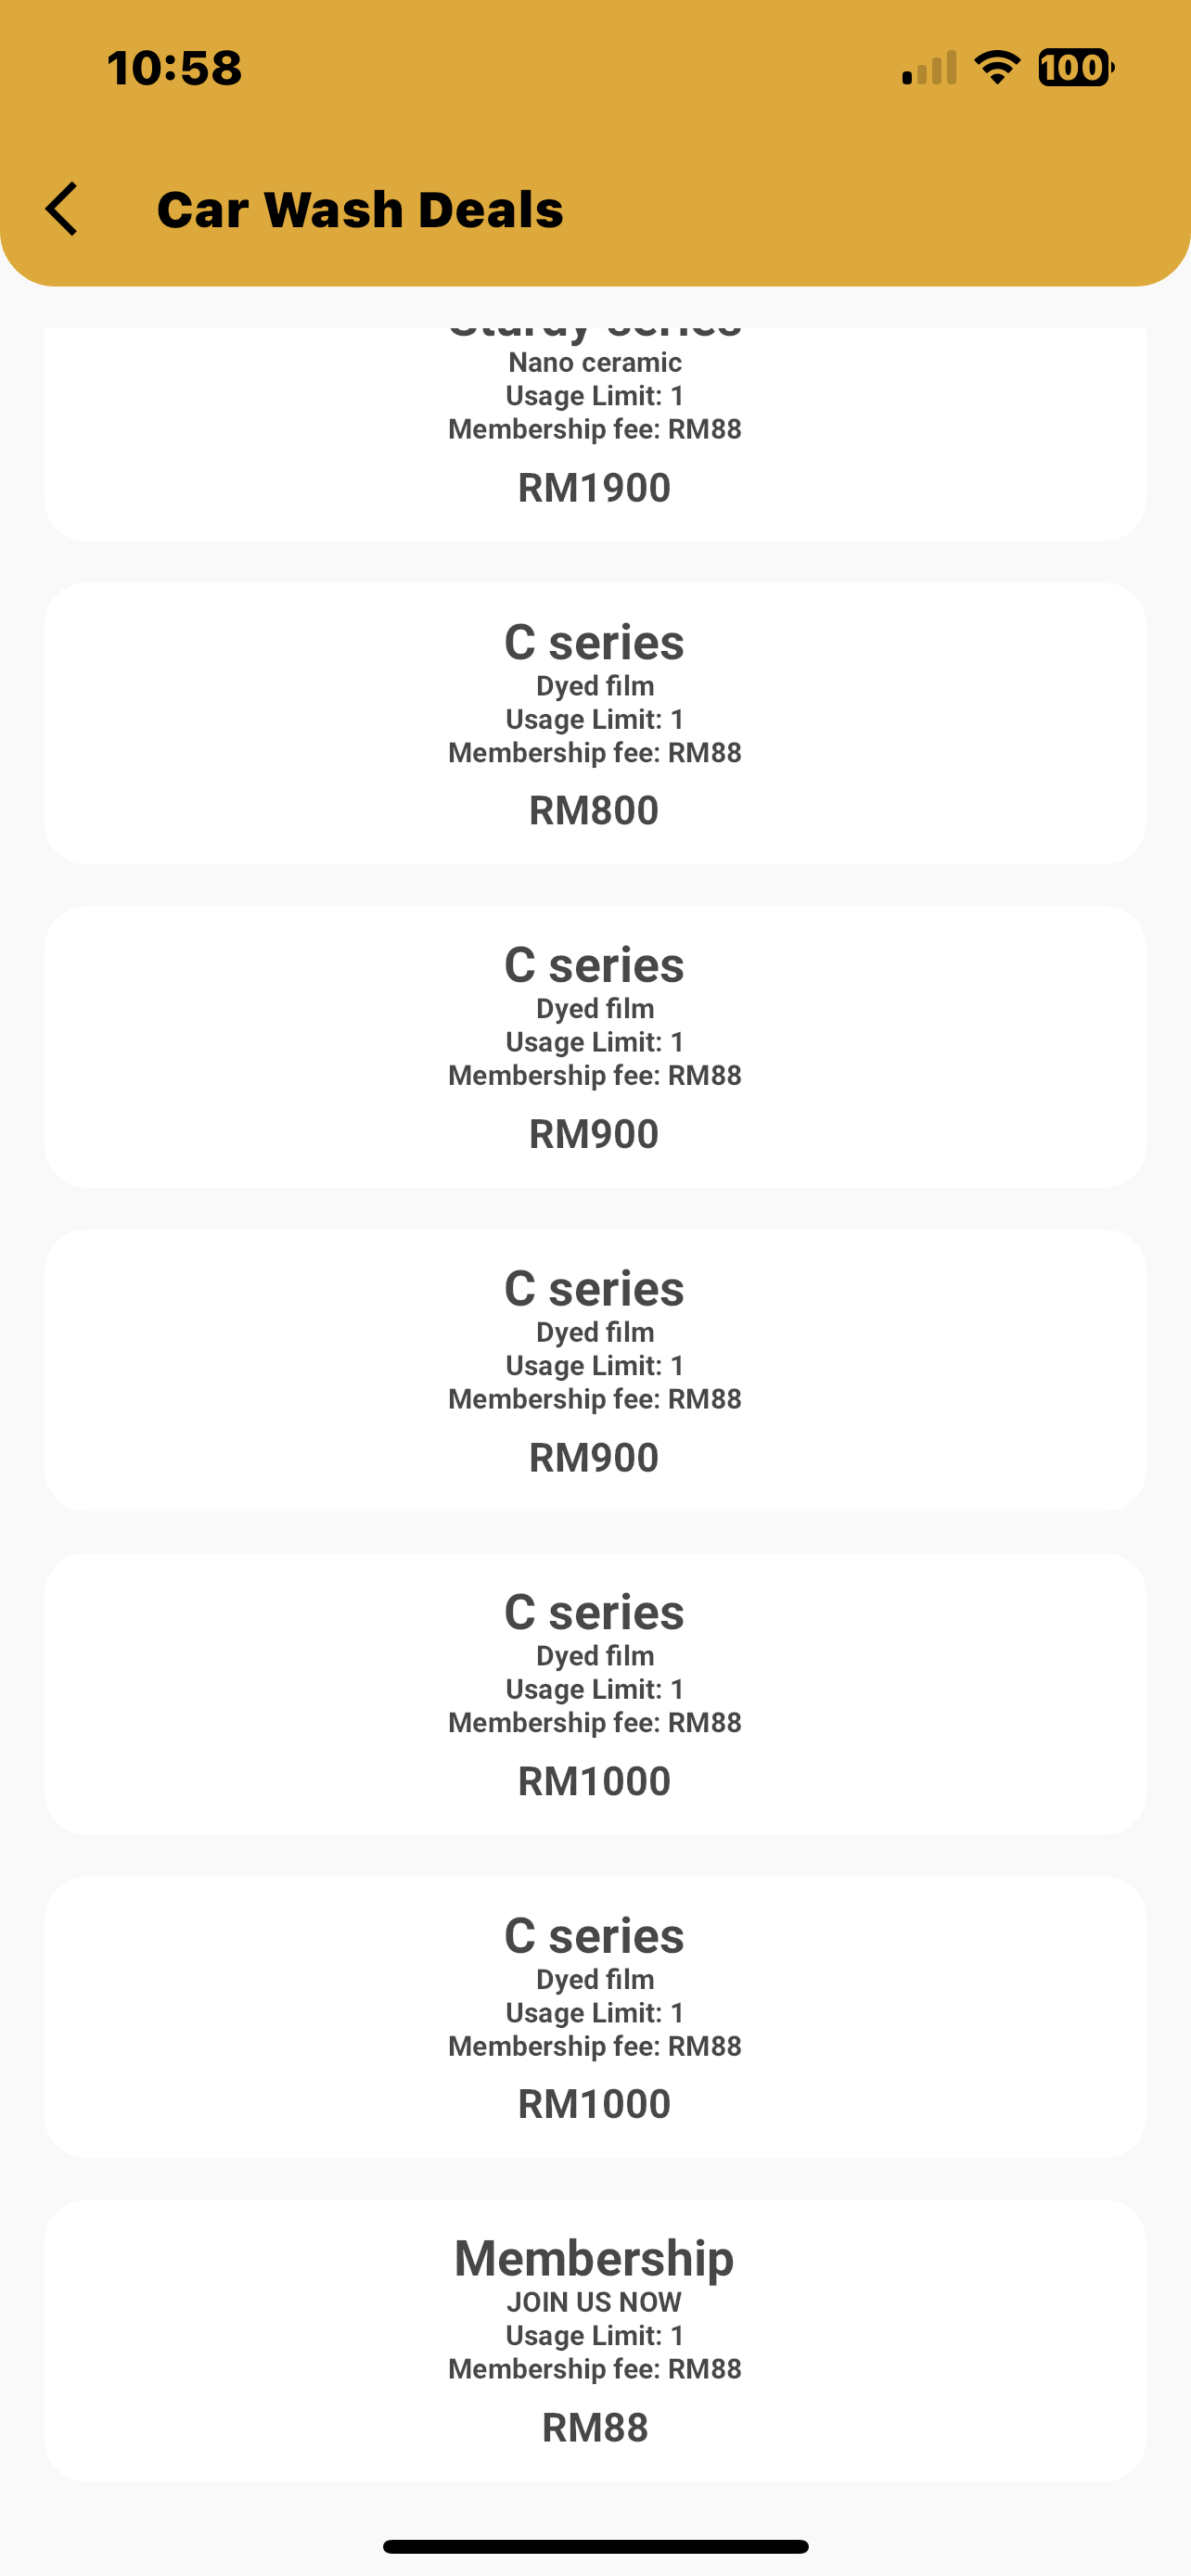 10:58
100
Car Wash Deals
Sturdy series
Nano ceramic
Usage Limit: 1
Membership fee: RM88
RM1900
C series
Dyed film
Usage Limit: 1
Membership fee: RM88
RM800
C series
Dyed film
Usage Limit: 1
Membership fee: RM88
RM900
C series
Dyed film
Usage Limit: 1
Membership fee: RM88
RM900
C series
Dyed film
Usage Limit: 1
Membership fee: RM88
RM1000
C series
Dyed film
Usage Limit: 1
Membership fee: RM88
RM1000
Membership
JOIN US NOW
Usage Limit: 1
Membership fee: RM88
RM88